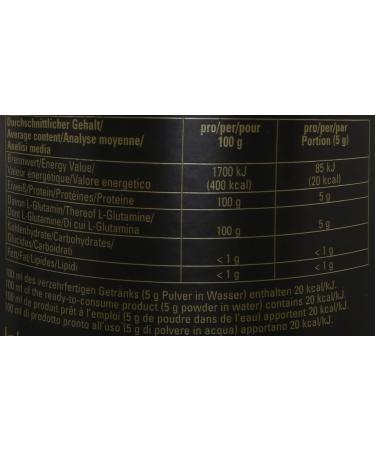 Durchschnittlicher Gehalt/
Average content/Analyse moyenne/
Analisi media
pro/per/pour
100 g
pro/per/par
Portion (5 g)
Brennwert/Energy Value/
Valeur énergétique/Valore energetico
1700 kJ
(400 kcal)
85 kJ
(20 kcal)
Eiweiß/Protein/Protéines/Proteine
100 g
5 g
Davon L-Glutamin/Thereof L-Glutamine/
Dont L-Glutamine/Di cui L-Glutamina
100 g
5 g
Kohlenhydrate/Carbohydrates/
Glucides/Carboidrati
< 1 g
< 1 g
Fett/Fat/Lipides/Lipidi
< 1 g
< 1 g
100 ml des verzehrfertigen Getränks (5 g Pulver in Wasser) enthalten 20 kcal/kJ.
100 ml of the ready-to-consume product (5 g powder in water) contains 20 kcal/kJ.
100 ml de produit prêt à l'emploi (5 g de poudre dans de l'eau) apportent 20 kcal/kJ.
100 ml di prodotto pronto all'uso (5 g di polvere in acqua) apportano 20 kcal/kJ.